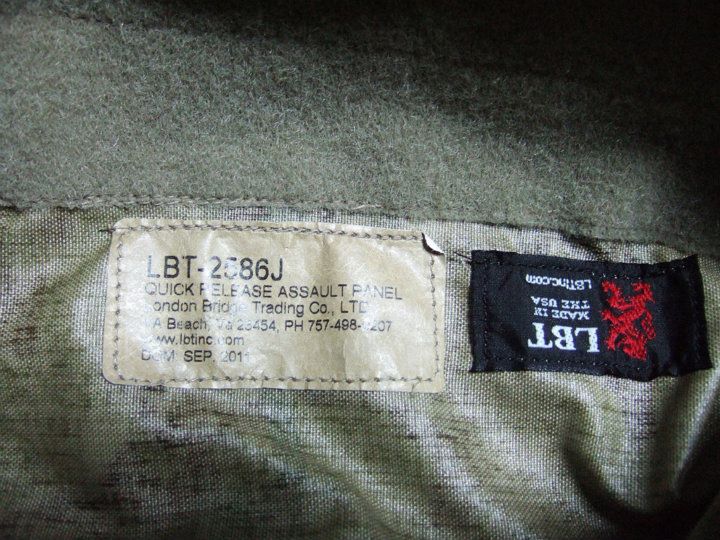 LBT-2586J
QUICK RELEASE ASSAULT PANEL
London Bridge Trading Co., LTD
VA Beach, Va 23454, PH 757-498-0207
www.lbtinc.com
DOM SEP. 2011
LBT
MADE IN
THE USA
LBTinc.com